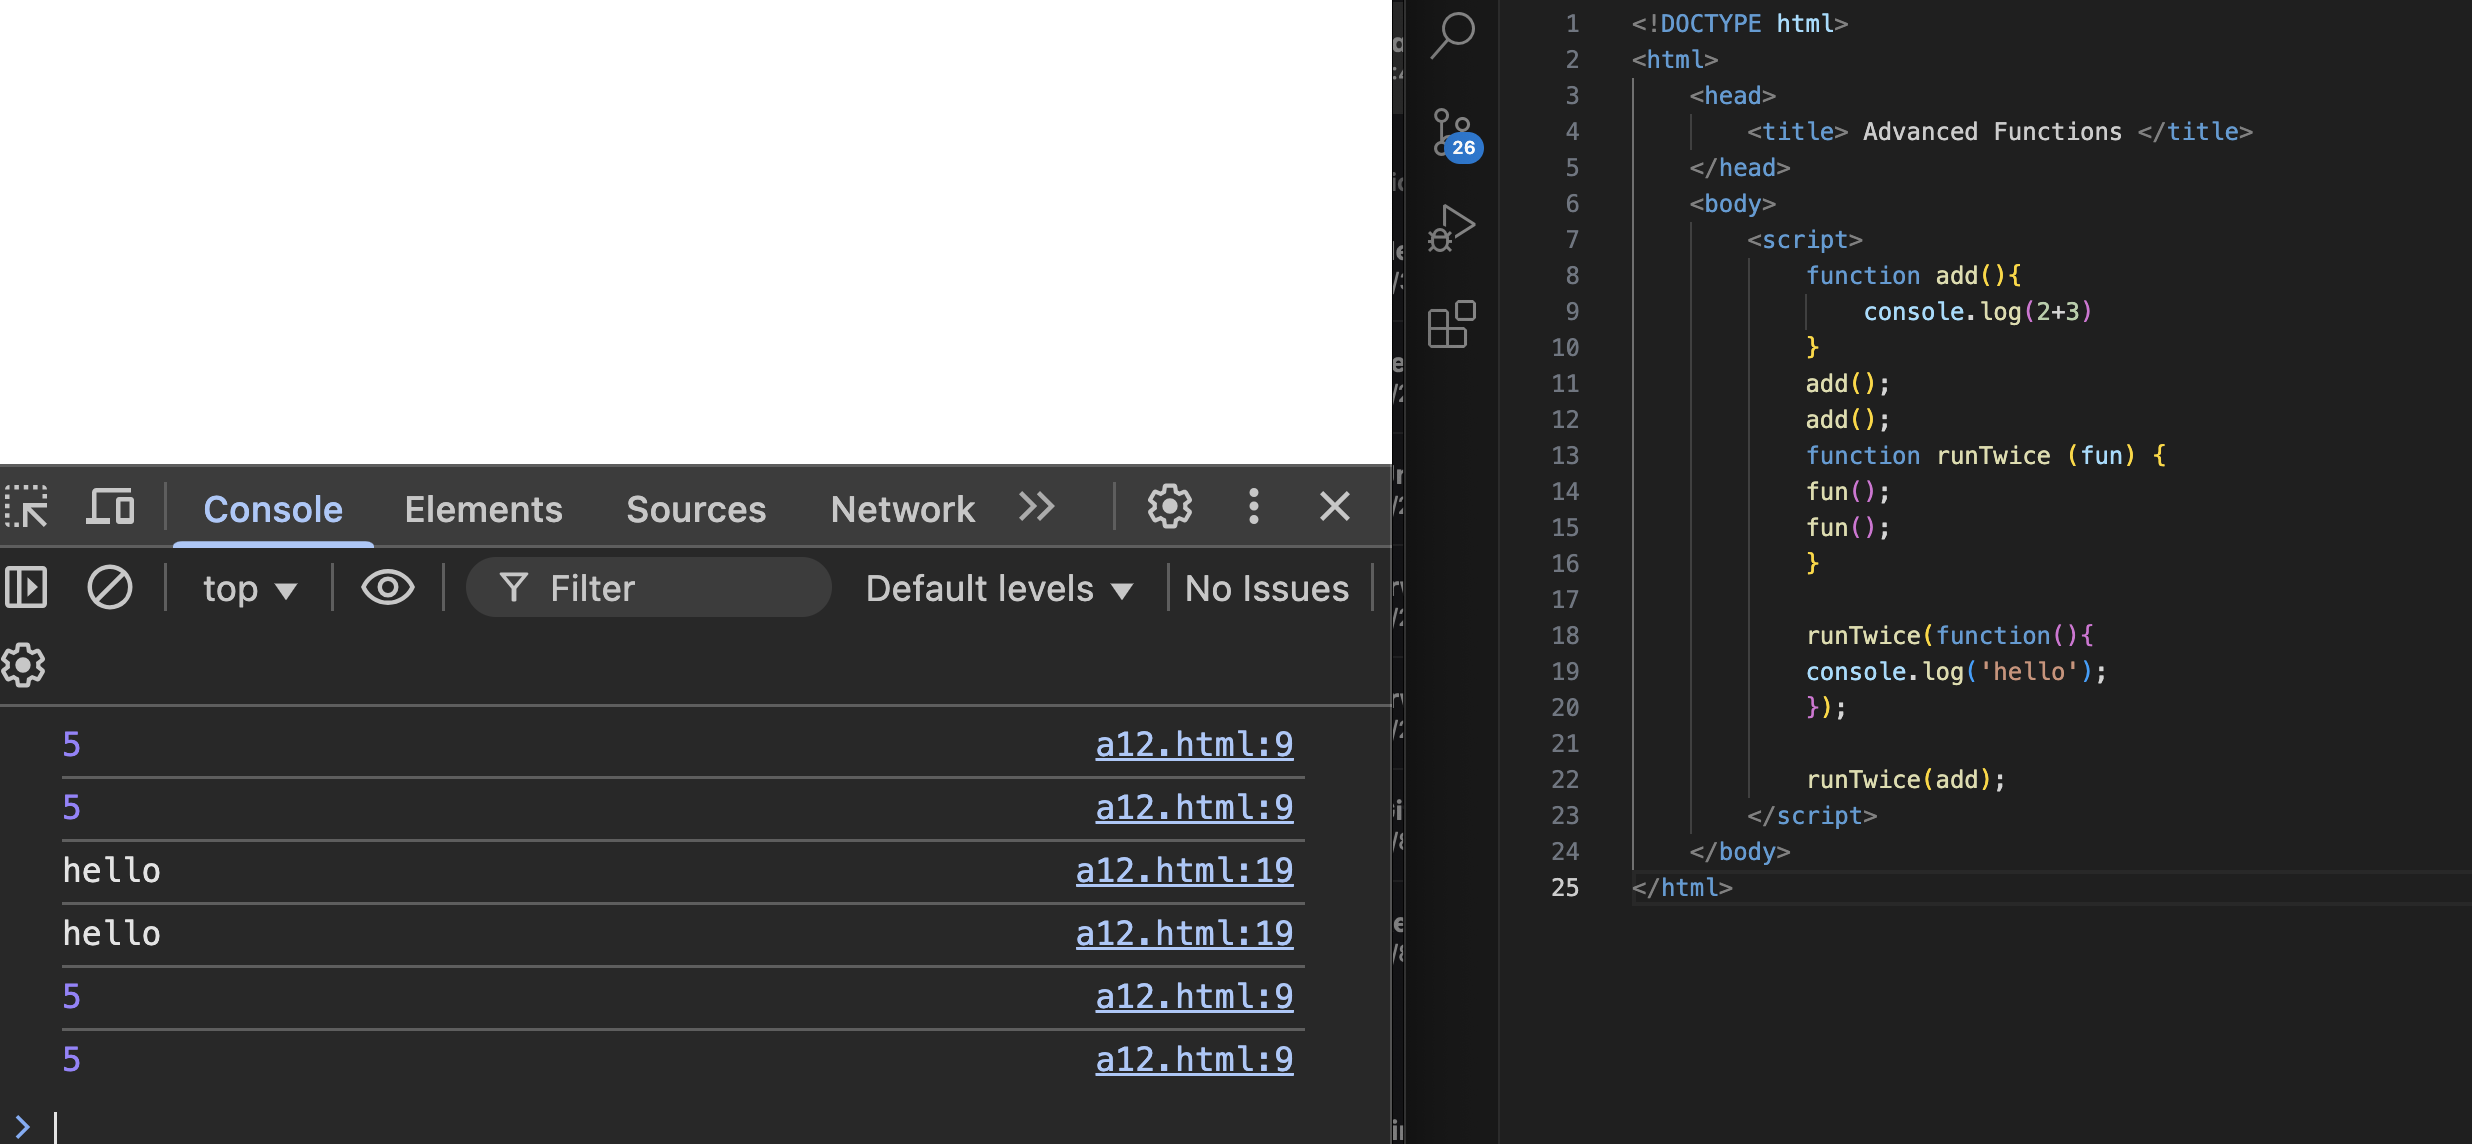 Console Elements Sources Network
top Filter Default levels No Issues
5 a12.html:9
5 a12.html:9
hello a12.html:19
hello a12.html:19
5 a12.html:9
5 a12.html:9
26
1 <!DOCTYPE html>
2 <html>
3 <head>
4 <title> Advanced Functions </title>
5 </head>
6 <body>
7 <script>
8 function add(){
9 console.log(2+3)
10 }
11 add();
12 add();
13 function runTwice (fun) {
14 fun();
15 fun();
16 }
17
18 runTwice(function(){
19 console.log('hello');
20 });
21
22 runTwice(add);
23 </script>
24 </body>
25 </html>